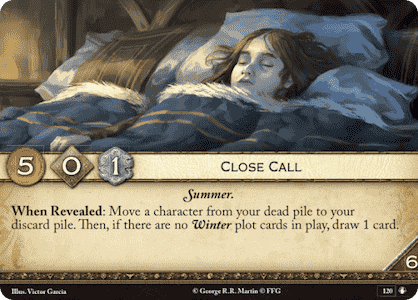 5 0 1 CLOSE CALL
Summer.
When Revealed: Move a character from your dead pile to your
discard pile. Then, if there are no Winter plot cards in play, draw 1 card.
6
Illus. Victor Garcia © George R.R. Martin © FFG 120